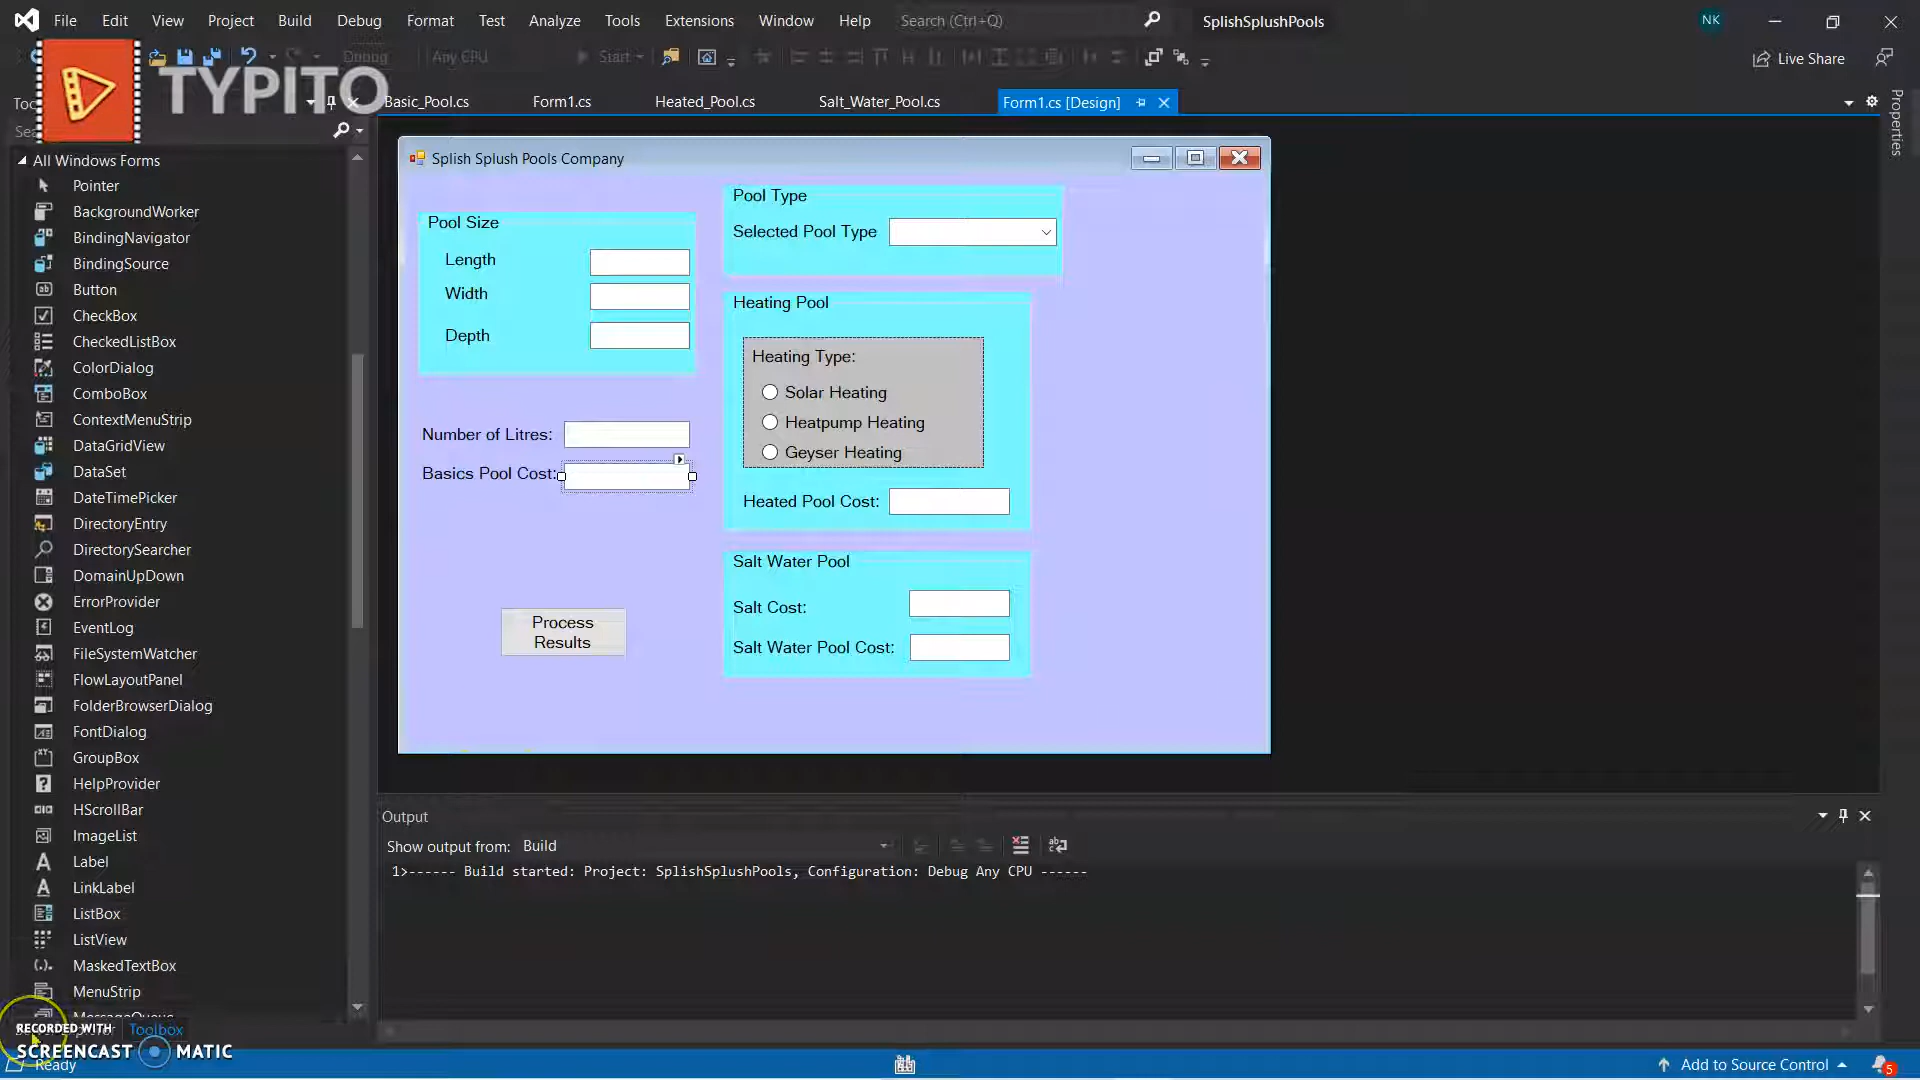 File Edit View Project Build Debug Format Test Analyze Tools Extensions Window Help Search (Ctrl+Q) SplishSplushPools NK
Debug Any CPU Start Live Share
TYPITO
Basic_Pool.cs Form1.cs Heated_Pool.cs Salt_Water_Pool.cs Form1.cs [Design]
Properties
All Windows Forms
Pointer
BackgroundWorker
BindingNavigator
BindingSource
Button
CheckBox
CheckedListBox
ColorDialog
ComboBox
ContextMenuStrip
DataGridView
DataSet
DateTimePicker
DirectoryEntry
DirectorySearcher
DomainUpDown
ErrorProvider
EventLog
FileSystemWatcher
FlowLayoutPanel
FolderBrowserDialog
FontDialog
GroupBox
HelpProvider
HScrollBar
ImageList
Label
LinkLabel
ListBox
ListView
MaskedTextBox
MenuStrip
Toolbox
Splish Splush Pools Company
Pool Size
Length
Width
Depth
Number of Litres:
Basics Pool Cost:
Process
Results
Pool Type
Selected Pool Type
Heating Pool
Heating Type:
Solar Heating
Heatpump Heating
Geyser Heating
Heated Pool Cost:
Salt Water Pool
Salt Cost:
Salt Water Pool Cost:
Output
Show output from: Build
1>------ Build started: Project: SplishSplushPools, Configuration: Debug Any CPU ------
RECORDED WITH
SCREENCAST MATIC
Ready
Add to Source Control 5